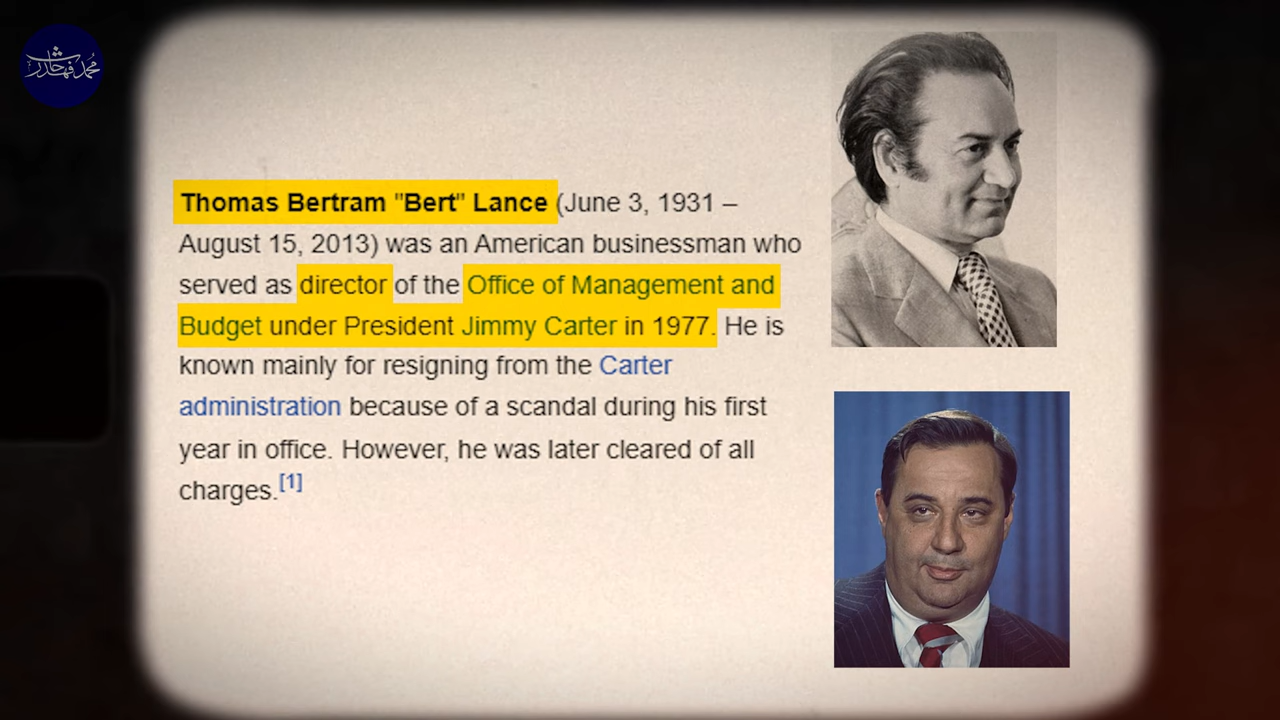 محمد فهد حارث
Thomas Bertram "Bert" Lance (June 3, 1931 –
August 15, 2013) was an American businessman who
served as director of the Office of Management and
Budget under President Jimmy Carter in 1977. He is
known mainly for resigning from the Carter
administration because of a scandal during his first
year in office. However, he was later cleared of all
charges.[1]